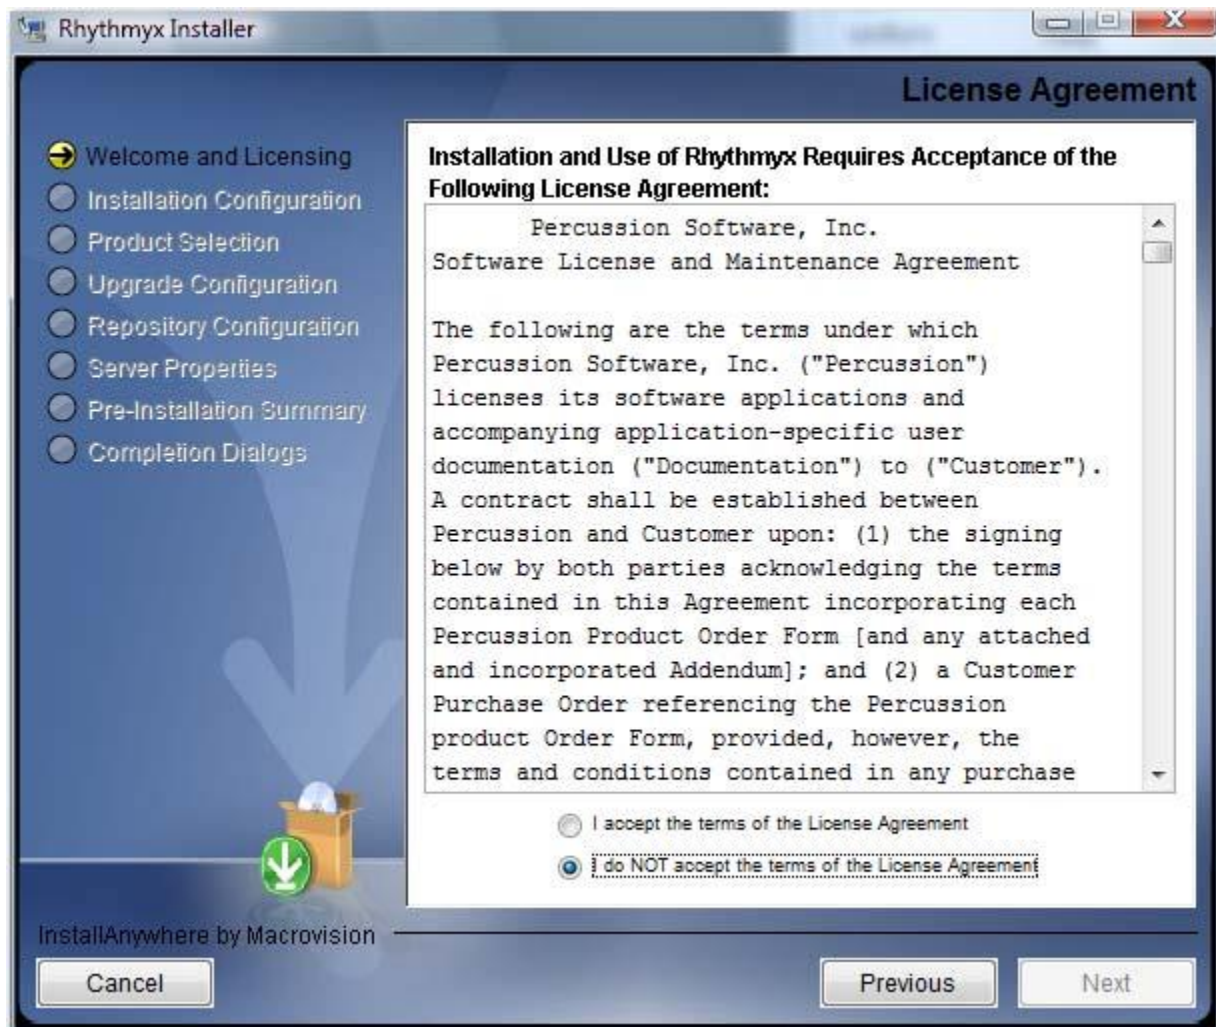 Rhythmyx Installer
License Agreement
Welcome and Licensing
Installation Configuration
Product Selection
Upgrade Configuration
Repository Configuration
Server Properties
Pre-Installation Summary
Completion Dialogs
Installation and Use of Rhythmyx Requires Acceptance of the
Following License Agreement:
Percussion Software, Inc.
Software License and Maintenance Agreement
The following are the terms under which
Percussion Software, Inc. ("Percussion")
licenses its software applications and
accompanying application-specific user
documentation ("Documentation") to ("Customer").
A contract shall be established between
Percussion and Customer upon: (1) the signing
below by both parties acknowledging the terms
contained in this Agreement incorporating each
Percussion Product Order Form [and any attached
and incorporated Addendum]; and (2) a Customer
Purchase Order referencing the Percussion
product Order Form, provided, however, the
terms and conditions contained in any purchase
I accept the terms of the License Agreement
I do NOT accept the terms of the License Agreement
InstallAnywhere by Macrovision
Cancel
Previous
Next